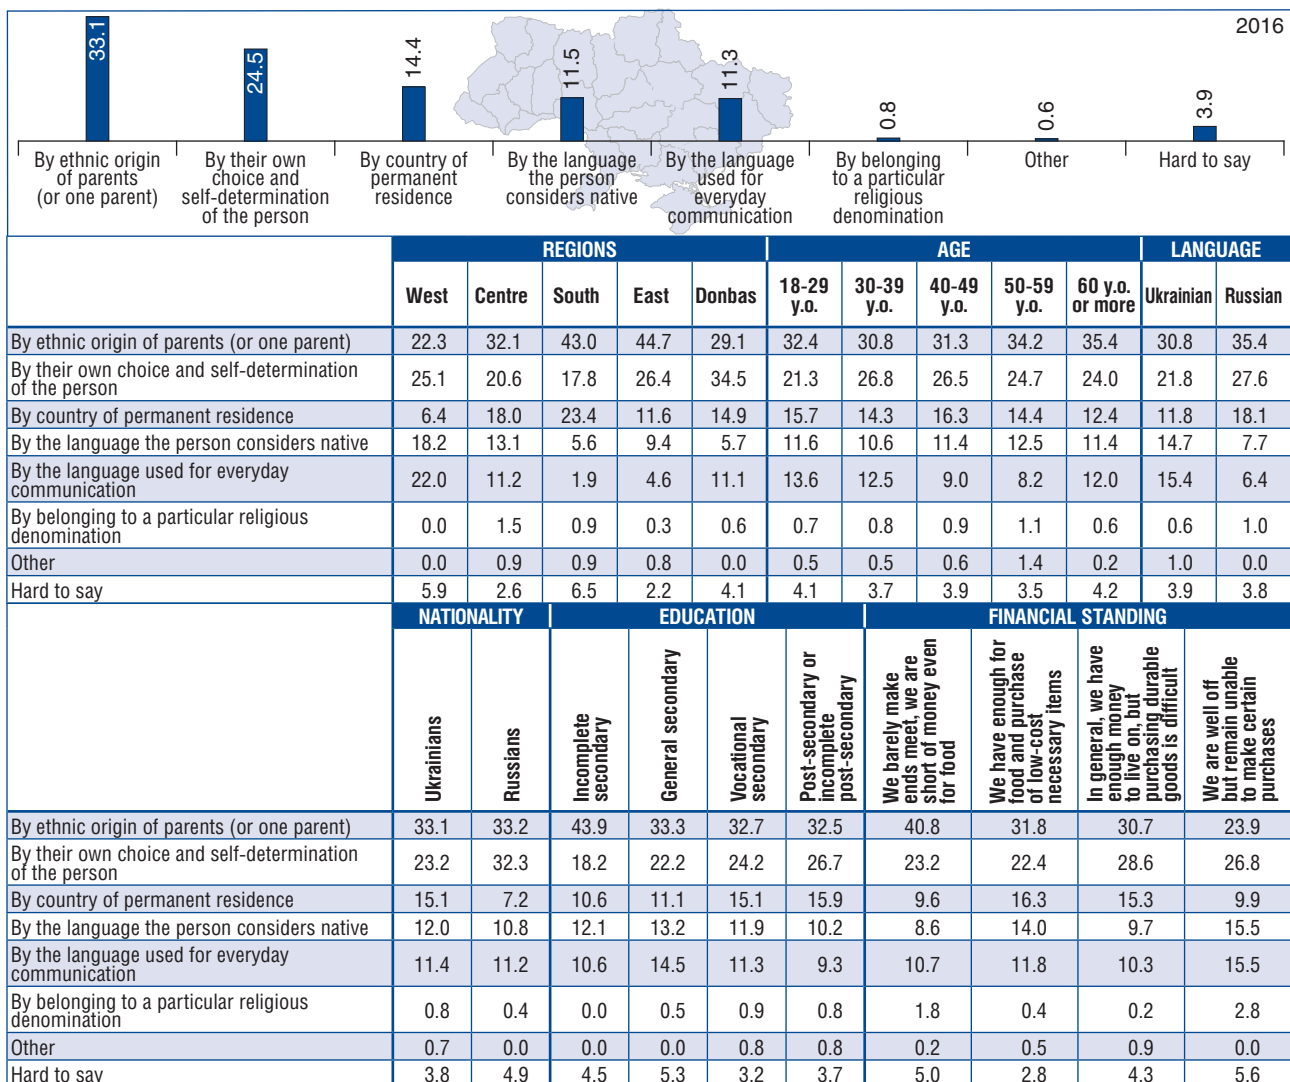 2016
33.1
24.5
14.4
11.5
11.3
0.8
0.6
3.9
By ethnic origin
of parents
(or one parent)
By their own
choice and
self-determination
of the person
By country of
permanent
residence
By the language
the person
considers native
By the language
used for
everyday
communication
By belonging
to a particular
religious
denomination
Other
Hard to say
REGIONS AGE LANGUAGE
West Centre South East Donbas 18-29 y.o. 30-39 y.o. 40-49 y.o. 50-59 y.o. 60 y.o. or more Ukrainian Russian
By ethnic origin of parents (or one parent) 22.3 32.1 43.0 44.7 29.1 32.4 30.8 31.3 34.2 35.4 30.8 35.4
By their own choice and self-determination
of the person 25.1 20.6 17.8 26.4 34.5 21.3 26.8 26.5 24.7 24.0 21.8 27.6
By country of permanent residence 6.4 18.0 23.4 11.6 14.9 15.7 14.3 16.3 14.4 12.4 11.8 18.1
By the language the person considers native 18.2 13.1 5.6 9.4 5.7 11.6 10.6 11.4 12.5 11.4 14.7 7.7
By the language used for everyday
communication 22.0 11.2 1.9 4.6 11.1 13.6 12.5 9.0 8.2 12.0 15.4 6.4
By belonging to a particular religious
denomination 0.0 1.5 0.9 0.3 0.6 0.7 0.8 0.9 1.1 0.6 0.6 1.0
Other 0.0 0.9 0.9 0.8 0.0 0.5 0.5 0.6 1.4 0.2 1.0 0.0
Hard to say 5.9 2.6 6.5 2.2 4.1 4.1 3.7 3.9 3.5 4.2 3.9 3.8
NATIONALITY EDUCATION FINANCIAL STANDING
Ukrainians
Russians
Incomplete
secondary
General secondary
Vocational
secondary
Post-secondary or
incomplete
post-secondary
We barely make
ends meet, we are
short of money even
for food
We have enough for
food and purchase
of low-cost
necessary items
In general, we have
enough money
to live on, but
purchasing durable
goods is difficult
We are well off
but remain unable
to make certain
purchases
By ethnic origin of parents (or one parent) 33.1 33.2 43.9 33.3 32.7 32.5 40.8 31.8 30.7 23.9
By their own choice and self-determination
of the person 23.2 32.3 18.2 22.2 24.2 26.7 23.2 22.4 28.6 26.8
By country of permanent residence 15.1 7.2 10.6 11.1 15.1 15.9 9.6 16.3 15.3 9.9
By the language the person considers native 12.0 10.8 12.1 13.2 11.9 10.2 8.6 14.0 9.7 15.5
By the language used for everyday
communication 11.4 11.2 10.6 14.5 11.3 9.3 10.7 11.8 10.3 15.5
By belonging to a particular religious
denomination 0.8 0.4 0.0 0.5 0.9 0.8 1.8 0.4 0.2 2.8
Other 0.7 0.0 0.0 0.0 0.8 0.8 0.2 0.5 0.9 0.0
Hard to say 3.8 4.9 4.5 5.3 3.2 3.7 5.0 2.8 4.3 5.6